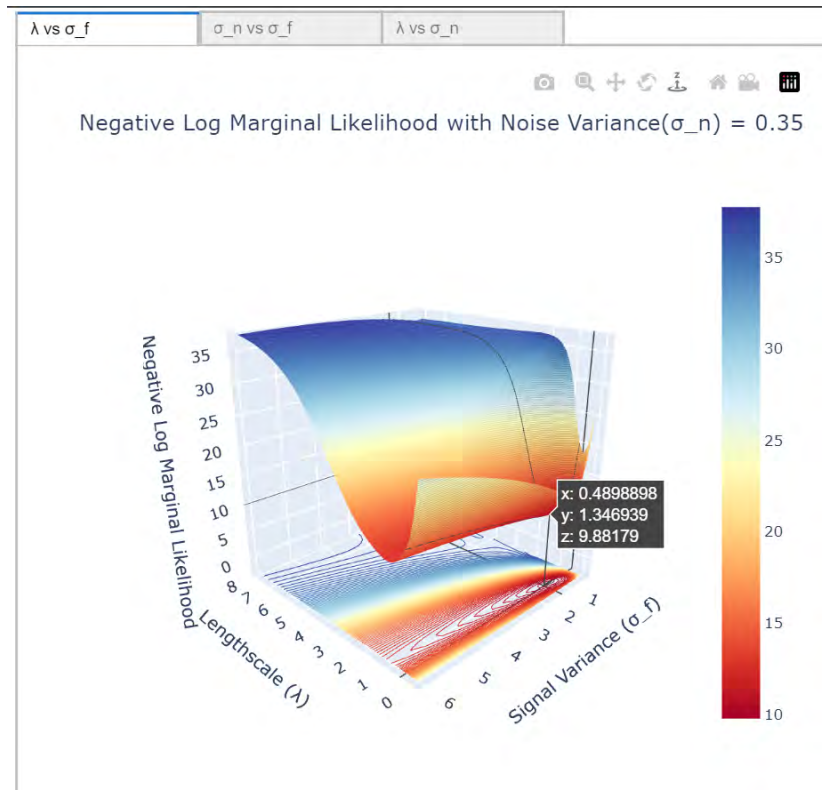 λ vs σ_f
σ_n vs σ_f
λ vs σ_n
z
Negative Log Marginal Likelihood with Noise Variance(σ_n) = 0.35
35
30
25
20
15
10
5
0
Negative Log Marginal Likelihood
8
7
6
5
4
3
2
1
0
Lengthscale (λ)
6
5
4
3
2
1
Signal Variance (σ_f)
x: 0.4898898
y: 1.346939
z: 9.88179
35
30
25
20
15
10